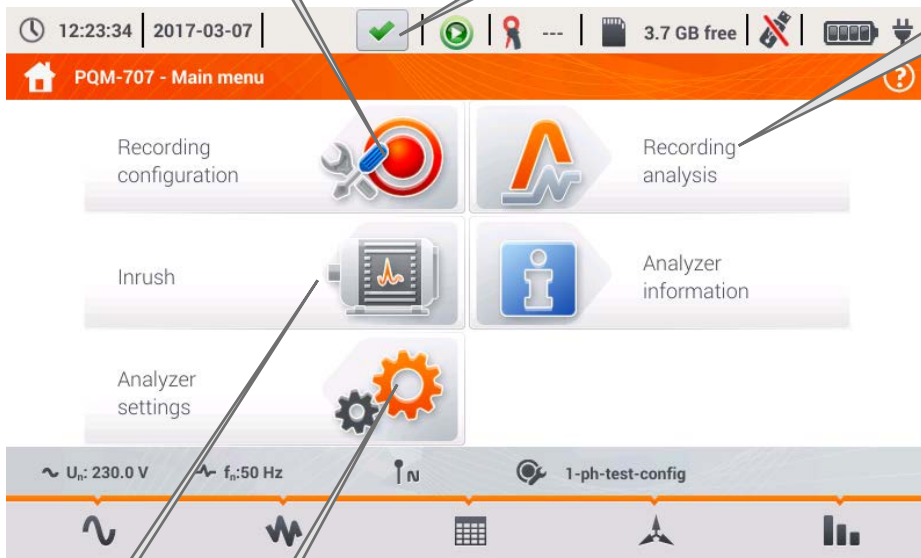 12:23:34 2017-03-07 --- 3.7 GB free
PQM-707 - Main menu ?
Recording
configuration
Recording
analysis
Inrush
Analyzer
information
Analyzer
settings
Uₙ: 230.0 V fₙ:50 Hz N 1-ph-test-config